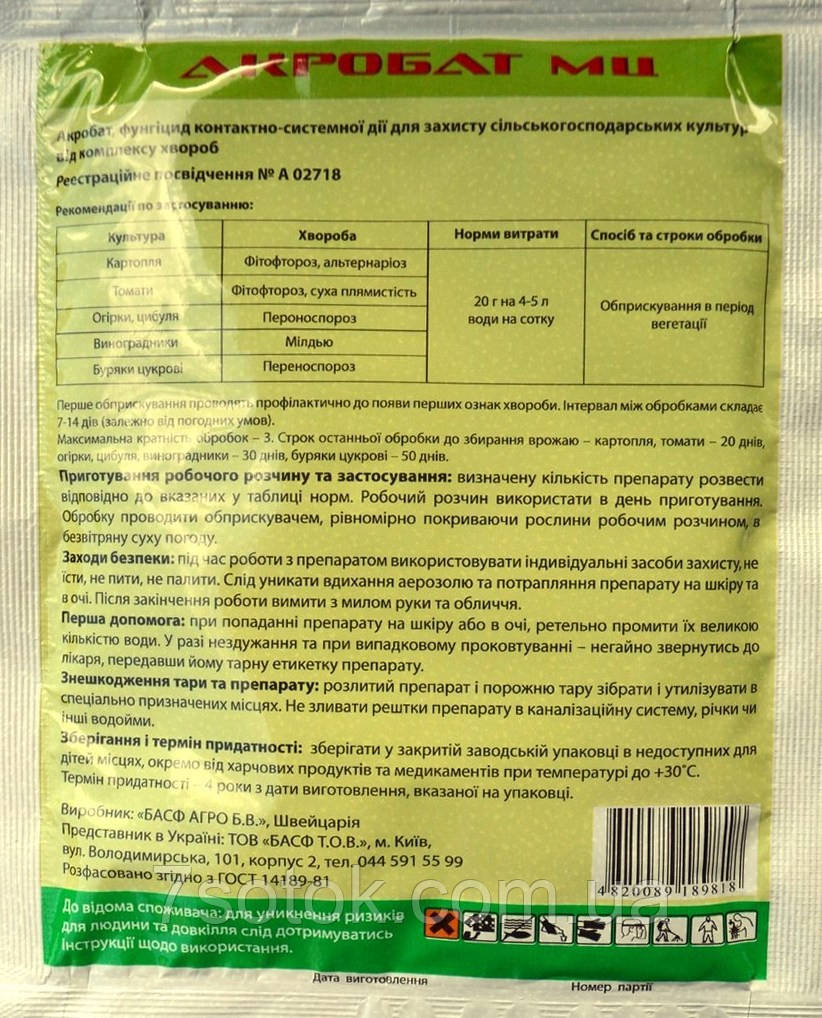 АКРОБАТ МЦ
Акробат, фунгіцид контактно-системної дії для захисту сільськогосподарських культур
від комплексу хвороб
Реєстраційне посвідчення № А 02718
Рекомендації по застосуванню:
Культура Хвороба Норми витрати Спосіб та строки обробки
Картопля Фітофтороз, альтернаріоз
Томати Фітофтороз, суха плямистість
Огірки, цибуля Пероноспороз
Виноградники Мілдью
Буряки цукрові Переноспороз
20 г на 4-5 л
води на сотку
Обприскування в період
вегетації
Перше обприскування проводять профілактично до появи перших ознак хвороби. Інтервал між обробками складає
7-14 дів (залежно від погодних умов).
Максимальна кратність обробок – 3. Строк останньої обробки до збирання врожаю – картопля, томати – 20 днів,
огірки, цибуля, виноградники – 30 днів, буряки цукрові – 50 днів.
Приготування робочого розчину та застосування: визначену кількість препарату розвести
відповідно до вказаних у таблиці норм. Робочий розчин використати в день приготування.
Обробку проводити обприскувачем, рівномірно покриваючи рослини робочим розчином, в
безвітряну суху погоду.
Заходи безпеки: під час роботи з препаратом використовувати індивідуальні засоби захисту, не
їсти, не пити, не палити. Слід уникати вдихання аерозолю та потрапляння препарату на шкіру та
в очі. Після закінчення роботи вимити з милом руки та обличчя.
Перша допомога: при попаданні препарату на шкіру або в очі, ретельно промити їх великою
кількістю води. У разі нездужання та при випадковому проковтуванні – негайно звернутись до
лікаря, передавши йому тарну етикетку препарату.
Знешкодження тари та препарату: розлитий препарат і порожню тару зібрати і утилізувати в
спеціально призначених місцях. Не зливати рештки препарату в каналізаційну систему, річки чи
інші водойми.
Зберігання і термін придатності: зберігати у закритій заводській упаковці в недоступних для
дітей місцях, окремо від харчових продуктів та медикаментів при температурі до +30˚С.
Термін придатності – 4 роки з дати виготовлення, вказаної на упаковці.
Виробник: «БАСФ АГРО Б.В.», Швейцарія
Представник в Україні: ТОВ «БАСФ Т.О.В.», м. Київ,
вул. Володимирська, 101, корпус 2, тел. 044 591 55 99
Розфасовано згідно з ГОСТ 14189-81
4 820089 189818
7sotok.com.ua
До відома споживача: для уникнення ризиків
для людини та довкілля слід дотримуватись
Інструкції щодо використання.
Дата виготовлення
Номер партії